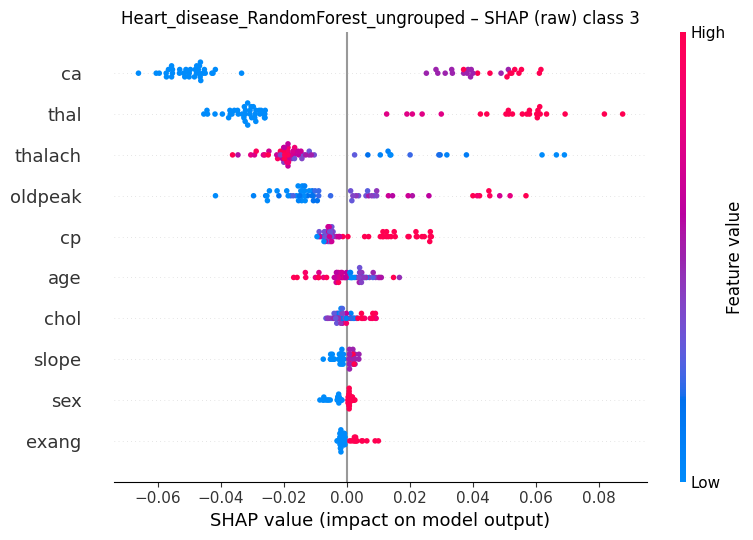 Heart_disease_RandomForest_ungrouped – SHAP (raw) class 3
High
ca
thal
thalach
oldpeak
cp
age
chol
slope
sex
exang
Feature value
Low
−0.06 −0.04 −0.02 0.00 0.02 0.04 0.06 0.08
SHAP value (impact on model output)